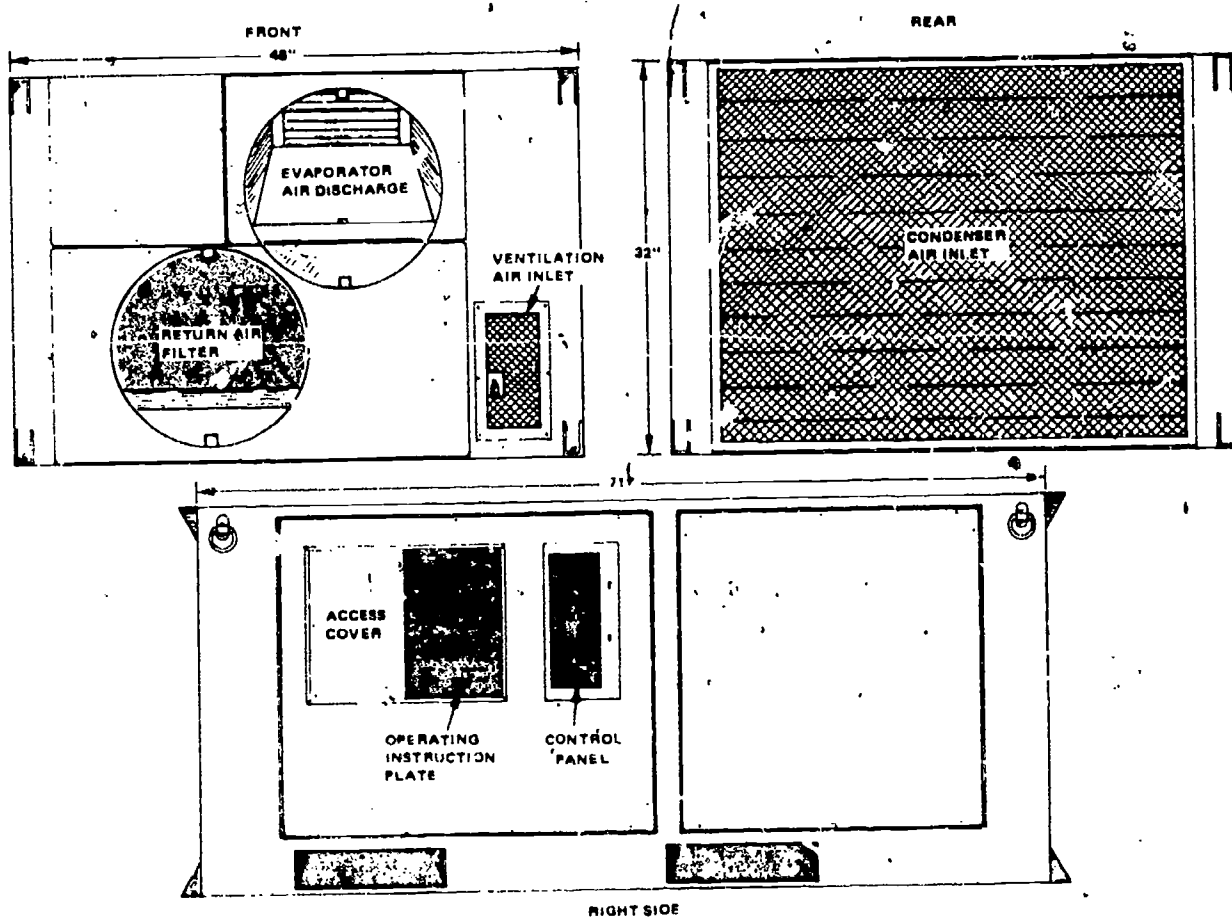 FRONT
48"
EVAPORATOR
AIR DISCHARGE
RETURN AIR
FILTER
VENTILATION
AIR INLET
REAR
32"
CONDENSER
AIR INLET
71"
ACCESS
COVER
OPERATING
INSTRUCTION
PLATE
CONTROL
PANEL
RIGHT SIDE